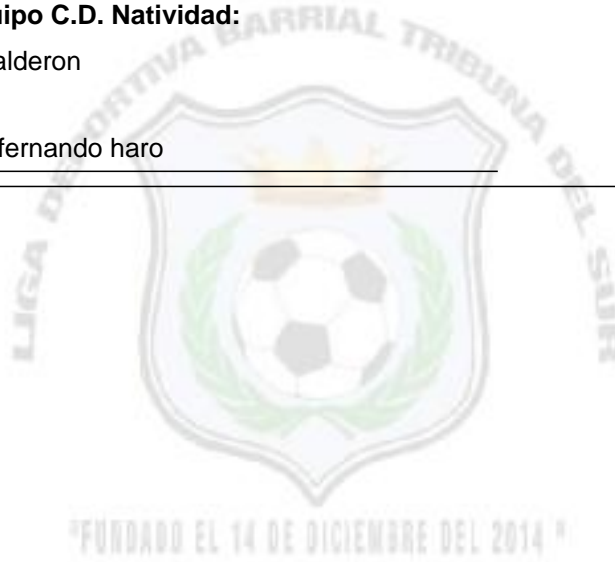 uipo C.D. Natividad:
alderon
fernando haro
LIGA DEPORTIVA BARRIAL TRIBUNA DEL SUR
"FUNDADO EL 14 DE DICIEMBRE DEL 2014 "